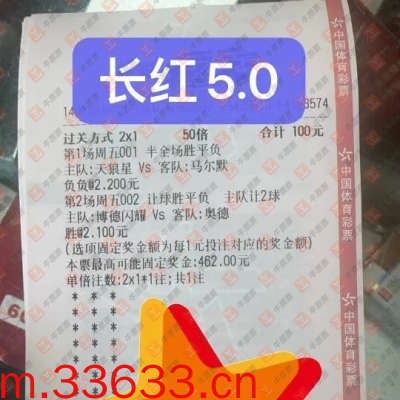 长红5.0
14
8574
过关方式 2x1 50倍 合计 100元
第1场周五001 半全场胜平负
主队:天狼星 Vs 客队:马尔默
负负@2.200元
第2场周五002 让球胜平负 主队让2球
主队:博德闪耀 Vs 客队:奥德
胜@2.100元
(选项固定奖金额为每1元投注对应的奖金额)
本票最高可能固定奖金:462.00元
单倍注数:2x1*1注;共1注
中国体育彩票
中国体育彩票
m.33633.cn